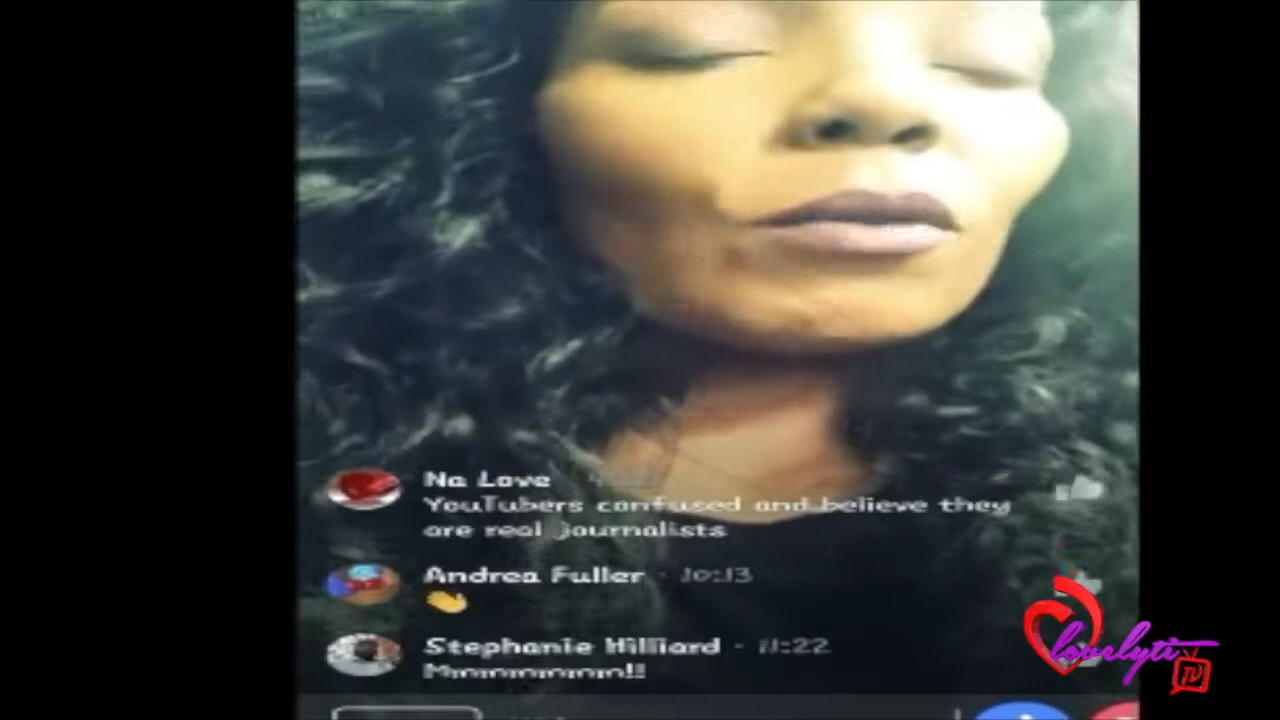 Na Love
YouTubers confused and believe they
are real journalists
Andrea Fuller · 10:13
Stephanie Hilliard · 11:22
Mmmmmmmm!!
lovelyti
TV